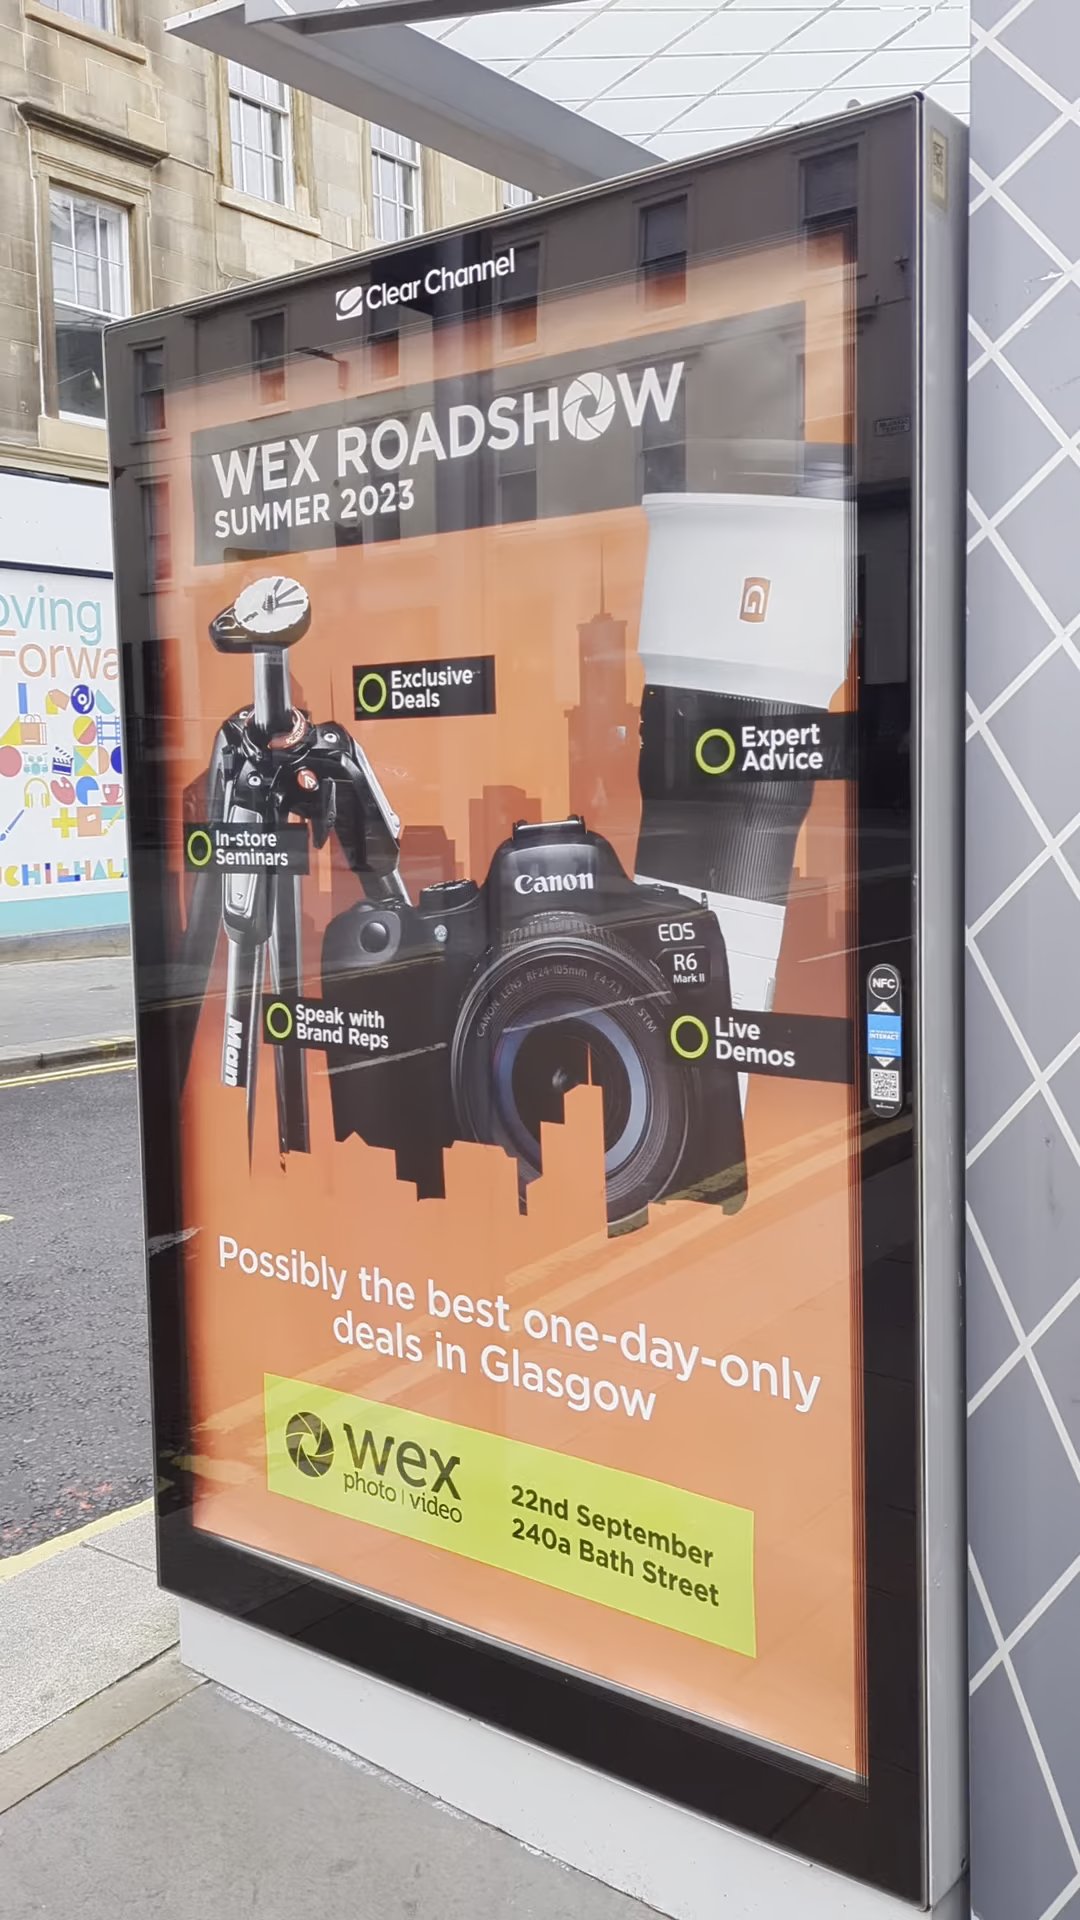 Clear Channel
WEX ROADSHOW
SUMMER 2023
Exclusive
Deals
Expert
Advice
In-store
Seminars
Canon
EOS
R6
Mark II
CANON LENS RF24-105mm F4-7.1 IS STM
Speak with
Brand Reps
Live
Demos
Man
NFC
INTERACT
Possibly the best one-day-only
deals in Glasgow
wex
photo | video
22nd September
240a Bath Street
oving
Forwa
UCHIEHAL